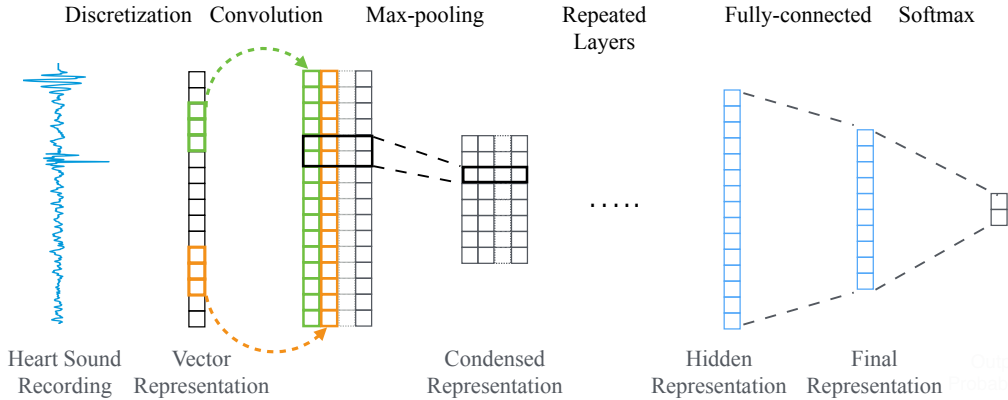 Discretization Convolution Max-pooling Repeated Fully-connected Softmax
Layers
.....
Heart Sound Vector Condensed Hidden Final
Recording Representation Representation Representation Representation